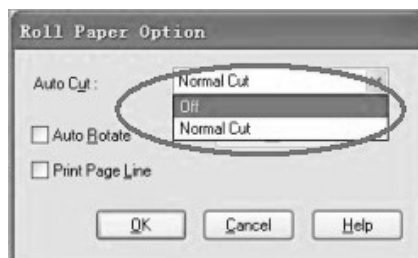 Roll Paper Option
Auto Cut : Normal Cut
Off
Normal Cut
Auto Rotate
Print Page Line
OK Cancel Help